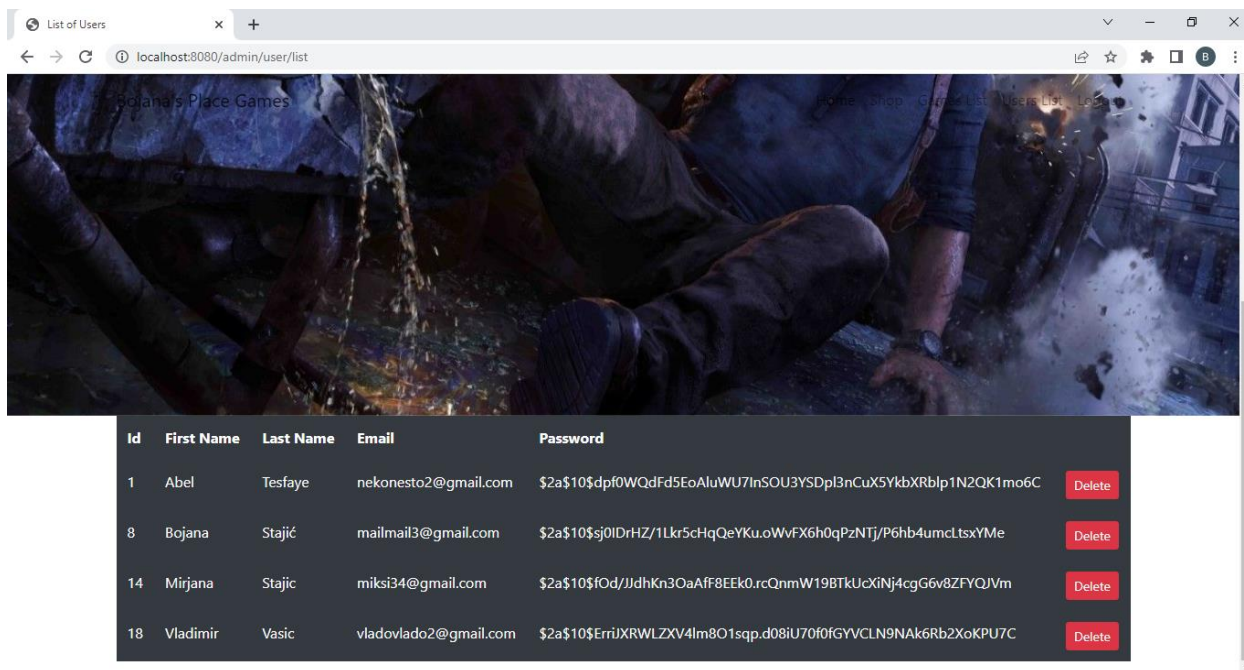 List of Users
localhost:8080/admin/user/list
B
Bojana's Place Games
Home Shop Games List Users List
Id First Name Last Name Email Password
1 Abel Tesfaye nekonesto2@gmail.com $2a$10$dpf0WQdFd5EoAluWU7InSOU3YSDpl3nCuX5YkbXRblp1N2QK1mo6C Delete
8 Bojana Stajić mailmail3@gmail.com $2a$10$sj0IDrHZ/1Lkr5cHqQeYKu.oWvFX6h0qPzNTj/P6hb4umcLtsxYMe Delete
14 Mirjana Stajic miksi34@gmail.com $2a$10$fOd/JJdhKn3OaAfF8EEk0.rcQnmW19BTkUcXiNj4cgG6v8ZFYQJVm Delete
18 Vladimir Vasic vladovlado2@gmail.com $2a$10$ErriJXRWLZXV4lm8O1sqp.d08iU70f0fGYVCLN9NAk6Rb2XoKPU7C Delete